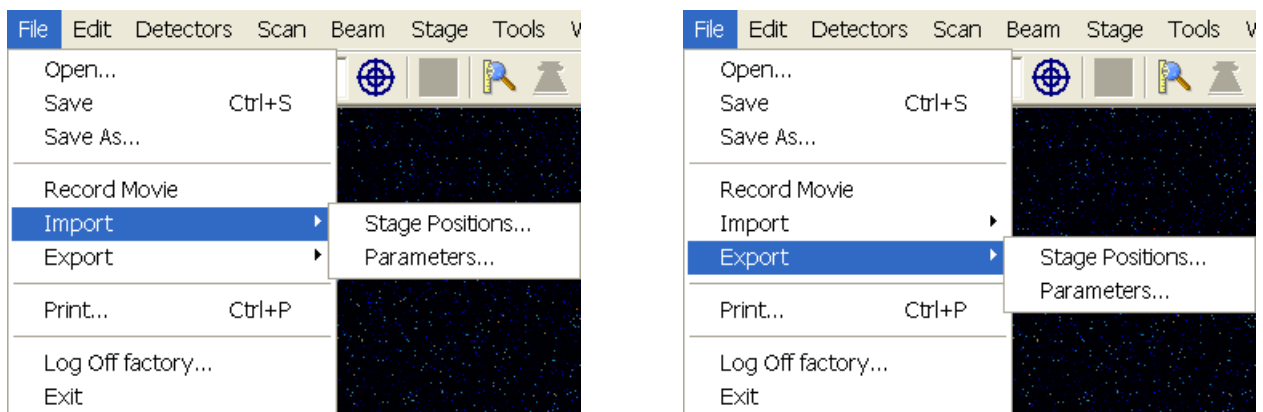 File Edit Detectors Scan Beam Stage Tools
Open...
Save Ctrl+S
Save As...
Record Movie
Import Stage Positions...
Export Parameters...
Print... Ctrl+P
Log Off factory...
Exit
File Edit Detectors Scan Beam Stage Tools
Open...
Save Ctrl+S
Save As...
Record Movie
Import
Export Stage Positions...
Parameters...
Print... Ctrl+P
Log Off factory...
Exit